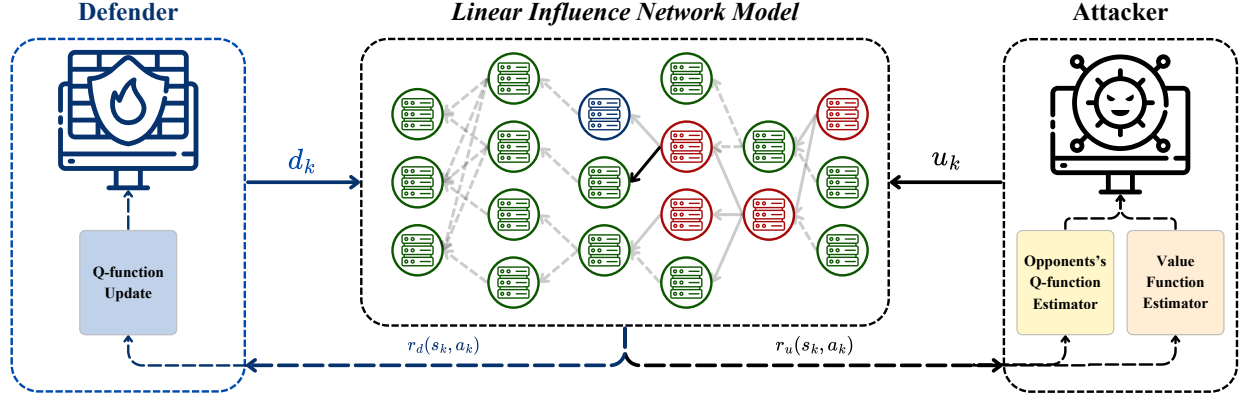 Defender
Linear Influence Network Model
Attacker
d_k
u_k
Q-function
Update
Opponents's
Q-function
Estimator
Value
Function
Estimator
r_d(s_k, a_k)
r_u(s_k, a_k)